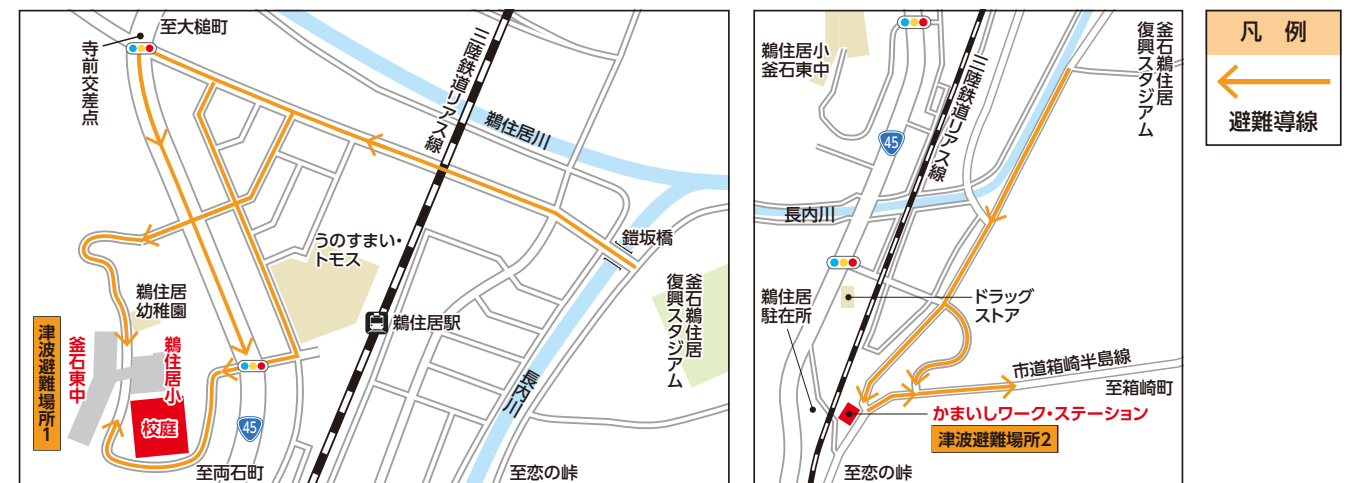 至大槌町
寺前交差点
三陸鉄道リアス線
鵜住居川
鎧坂橋
うのすまい・
トモス
釜石鵜住居
復興スタジアム
鵜住居
幼稚園
鵜住居駅
津波避難場所1
釜石東中
鵜住居小
校庭
45
長内川
至両石町
至恋の峠
鵜住居小
釜石東中
三陸鉄道リアス線
釜石鵜住居
復興スタジアム
45
長内川
鵜住居
駐在所
ドラッグ
ストア
市道箱崎半島線
至箱崎町
かまいしワーク・ステーション
津波避難場所2
至恋の峠
凡 例
避難導線